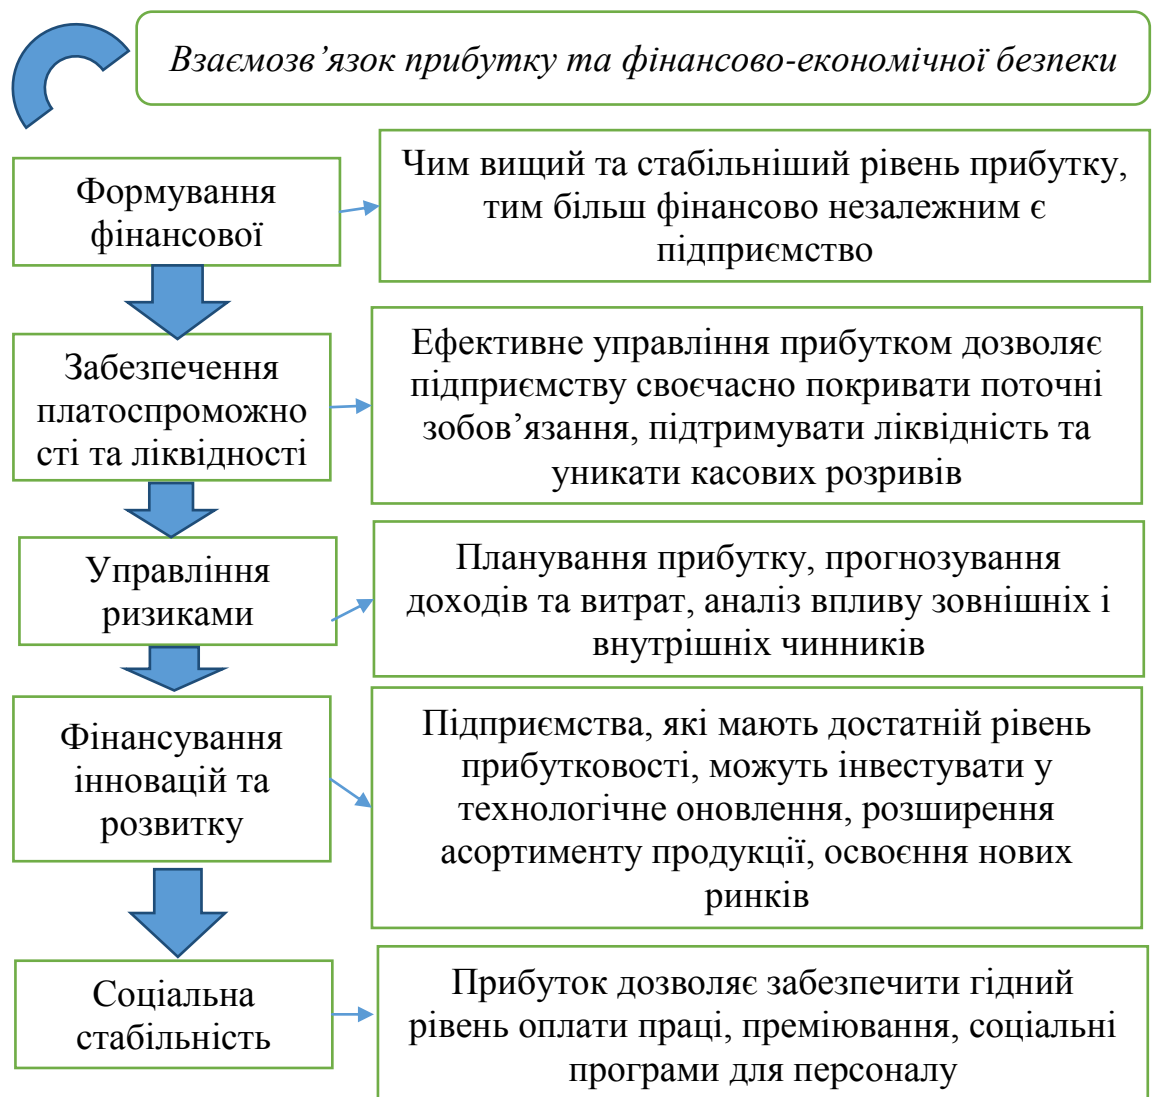 Взаємозв’язок прибутку та фінансово-економічної безпеки
Формування
фінансової
Чим вищий та стабільніший рівень прибутку,
тим більш фінансово незалежним є
підприємство
Забезпечення
платоспроможно
сті та ліквідності
Ефективне управління прибутком дозволяє
підприємству своєчасно покривати поточні
зобов’язання, підтримувати ліквідність та
уникати касових розривів
Управління
ризиками
Планування прибутку, прогнозування
доходів та витрат, аналіз впливу зовнішніх і
внутрішніх чинників
Фінансування
інновацій та
розвитку
Підприємства, які мають достатній рівень
прибутковості, можуть інвестувати у
технологічне оновлення, розширення
асортименту продукції, освоєння нових
ринків
Соціальна
стабільність
Прибуток дозволяє забезпечити гідний
рівень оплати праці, преміювання, соціальні
програми для персоналу